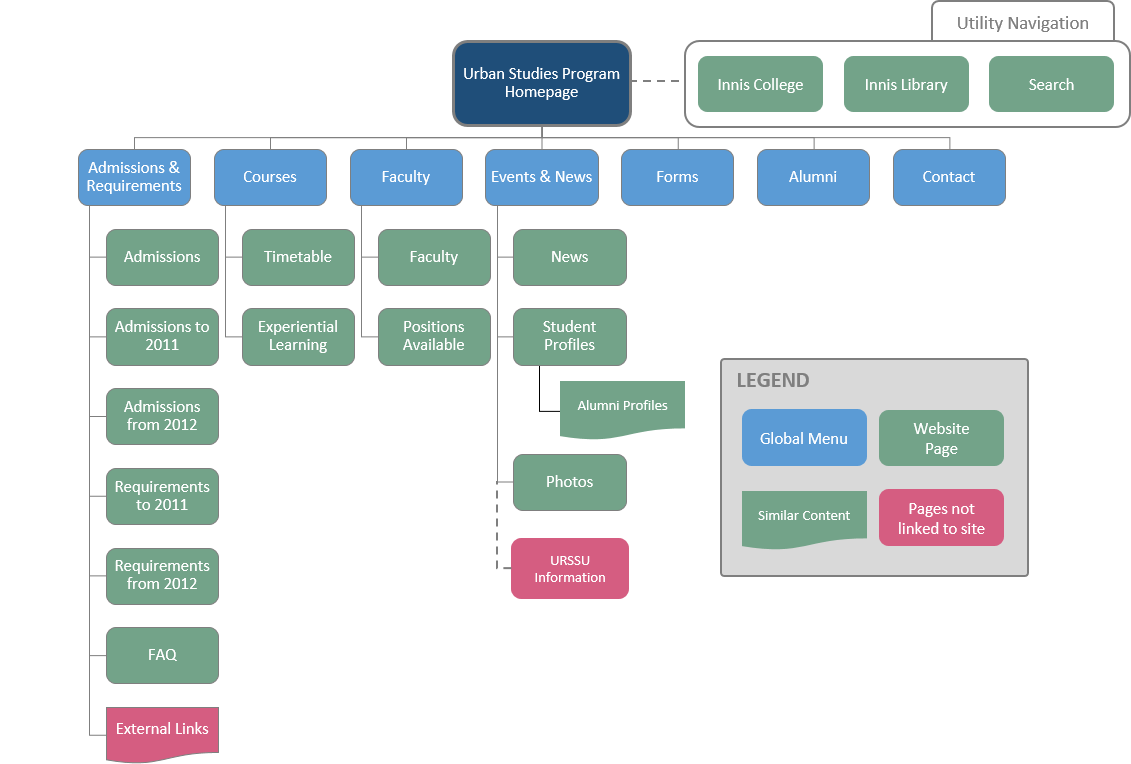 Utility Navigation
Urban Studies Program
Homepage
Innis College
Innis Library
Search
Admissions &
Requirements
Courses
Faculty
Events & News
Forms
Alumni
Contact
Admissions
Timetable
Faculty
News
Admissions to
2011
Experiential
Learning
Positions
Available
Student
Profiles
Alumni Profiles
Admissions
from 2012
Requirements
to 2011
Photos
Requirements
from 2012
URSSU
Information
FAQ
External Links
LEGEND
Global Menu
Website
Page
Similar Content
Pages not
linked to site